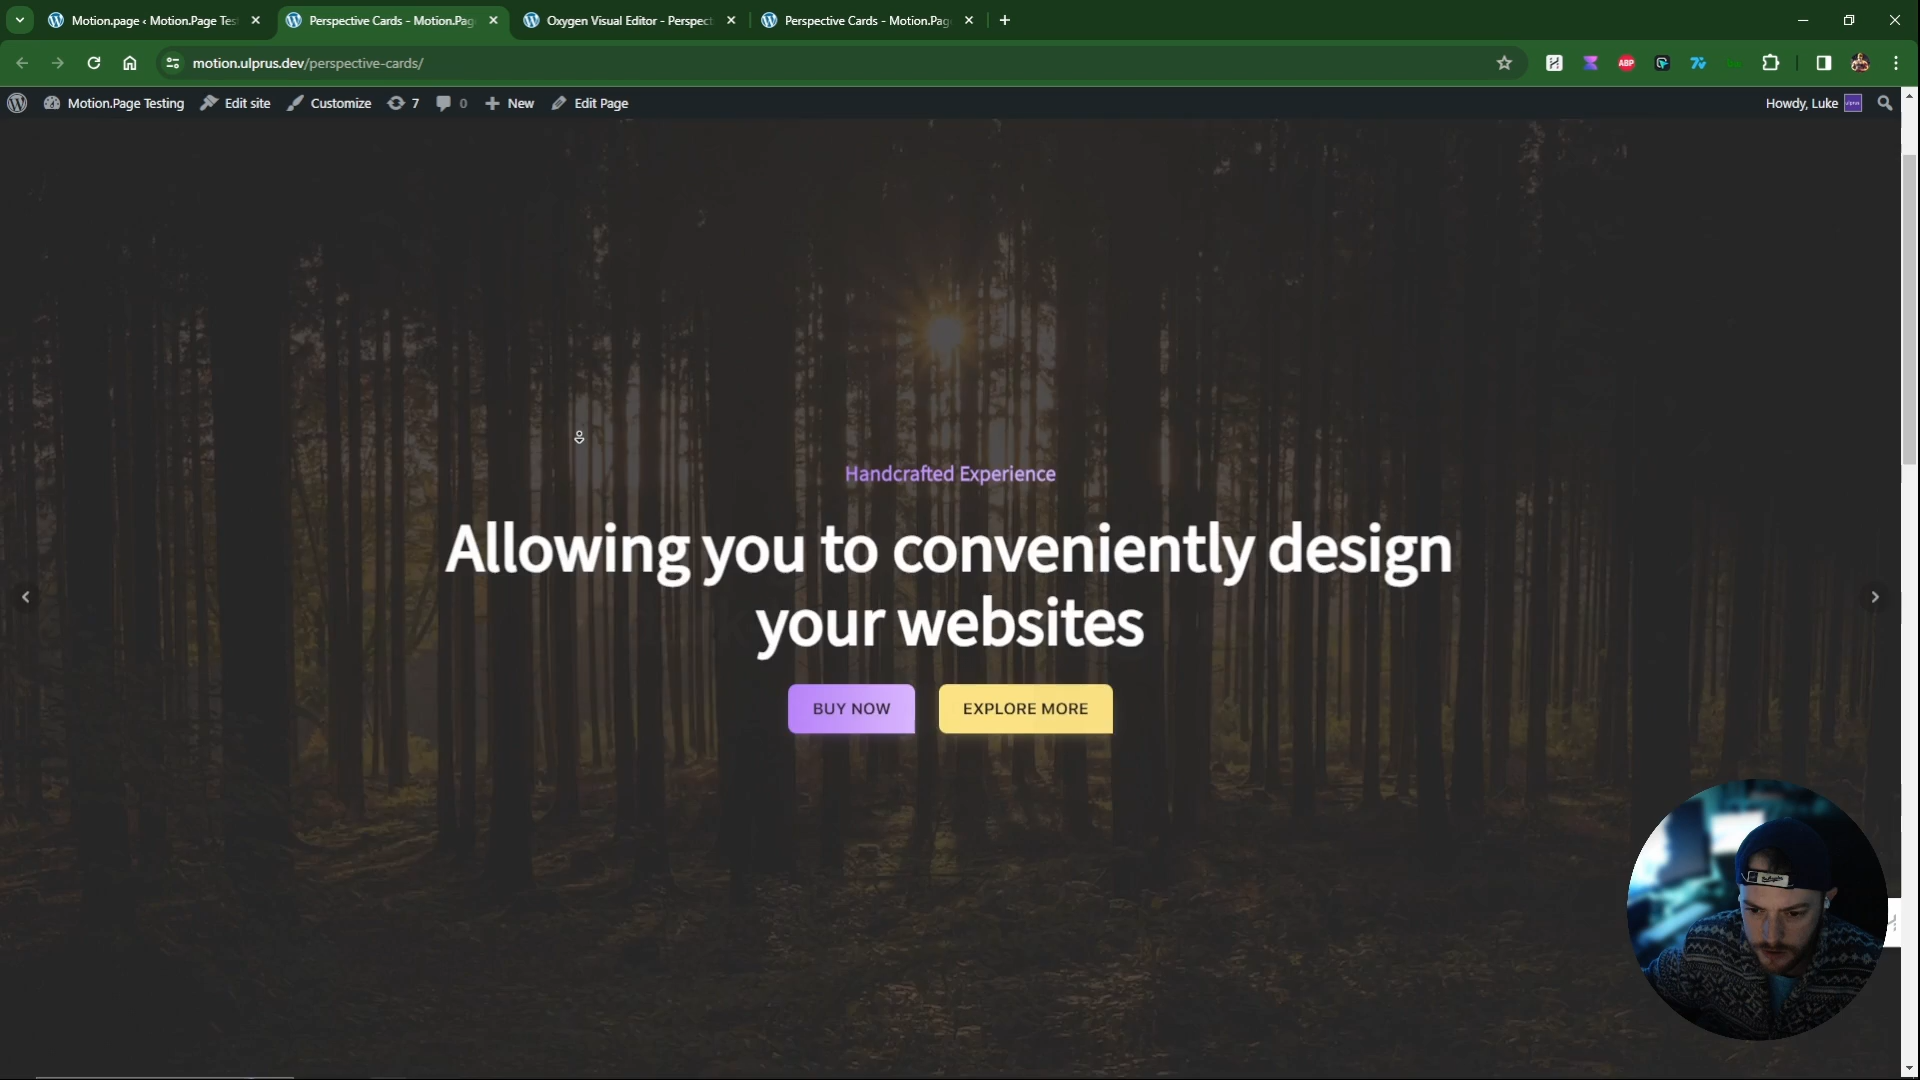 Motion.page ‹ Motion.Page Tes
Perspective Cards - Motion.Pag
Oxygen Visual Editor - Perspect
Perspective Cards - Motion.Pag
motion.ulprus.dev/perspective-cards/
ABP
Motion.Page Testing
Edit site
Customize
7
0
New
Edit Page
Howdy, Luke
Handcrafted Experience
Allowing you to conveniently design
your websites
BUY NOW
EXPLORE MORE